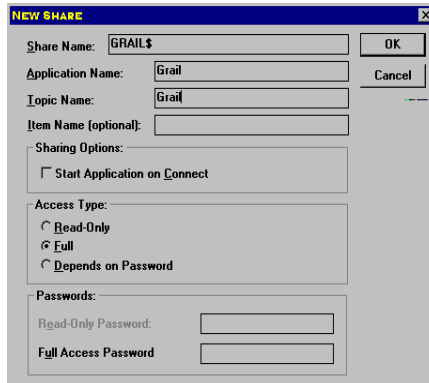 NEW SHARE
Share Name: GRAIL$
OK
Application Name: Grail
Cancel
Topic Name: Grail
Item Name (optional):
Sharing Options:
Start Application on Connect
Access Type:
Read-Only
Full
Depends on Password
Passwords:
Read-Only Password:
Full Access Password